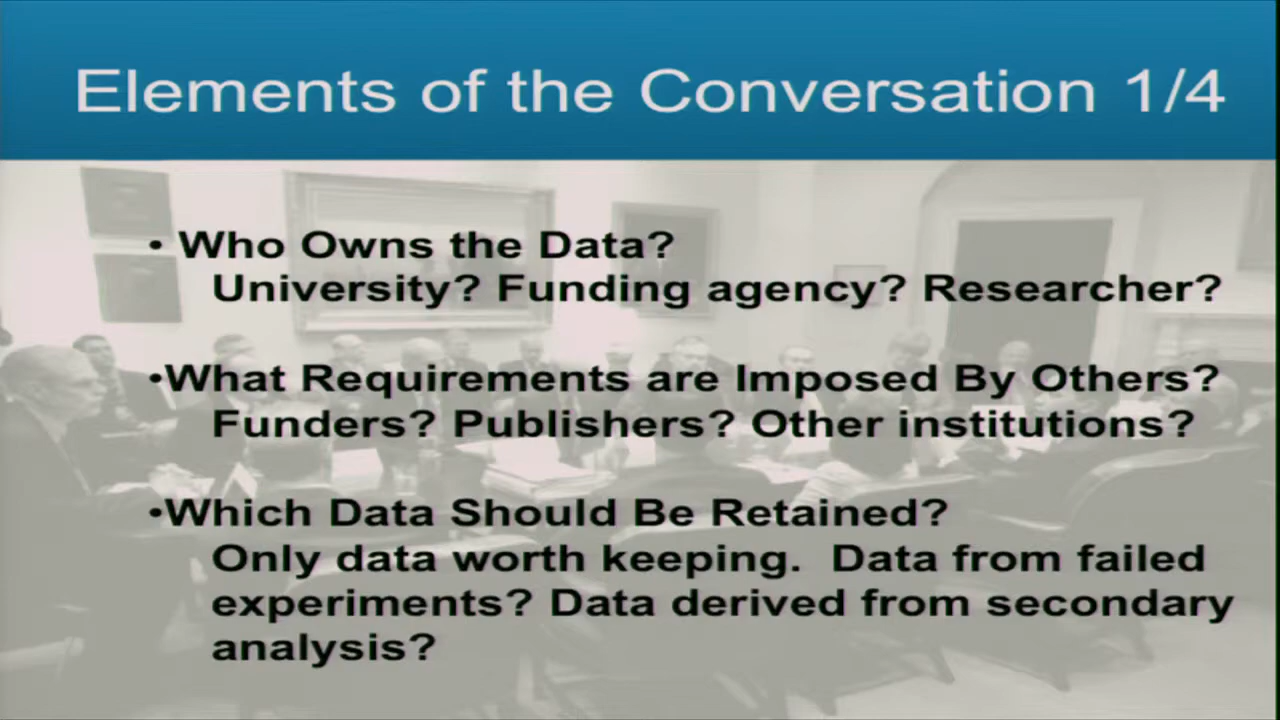 Elements of the Conversation 1/4
• Who Owns the Data?
University? Funding agency? Researcher?
•What Requirements are Imposed By Others?
Funders? Publishers? Other institutions?
•Which Data Should Be Retained?
Only data worth keeping. Data from failed
experiments? Data derived from secondary
analysis?